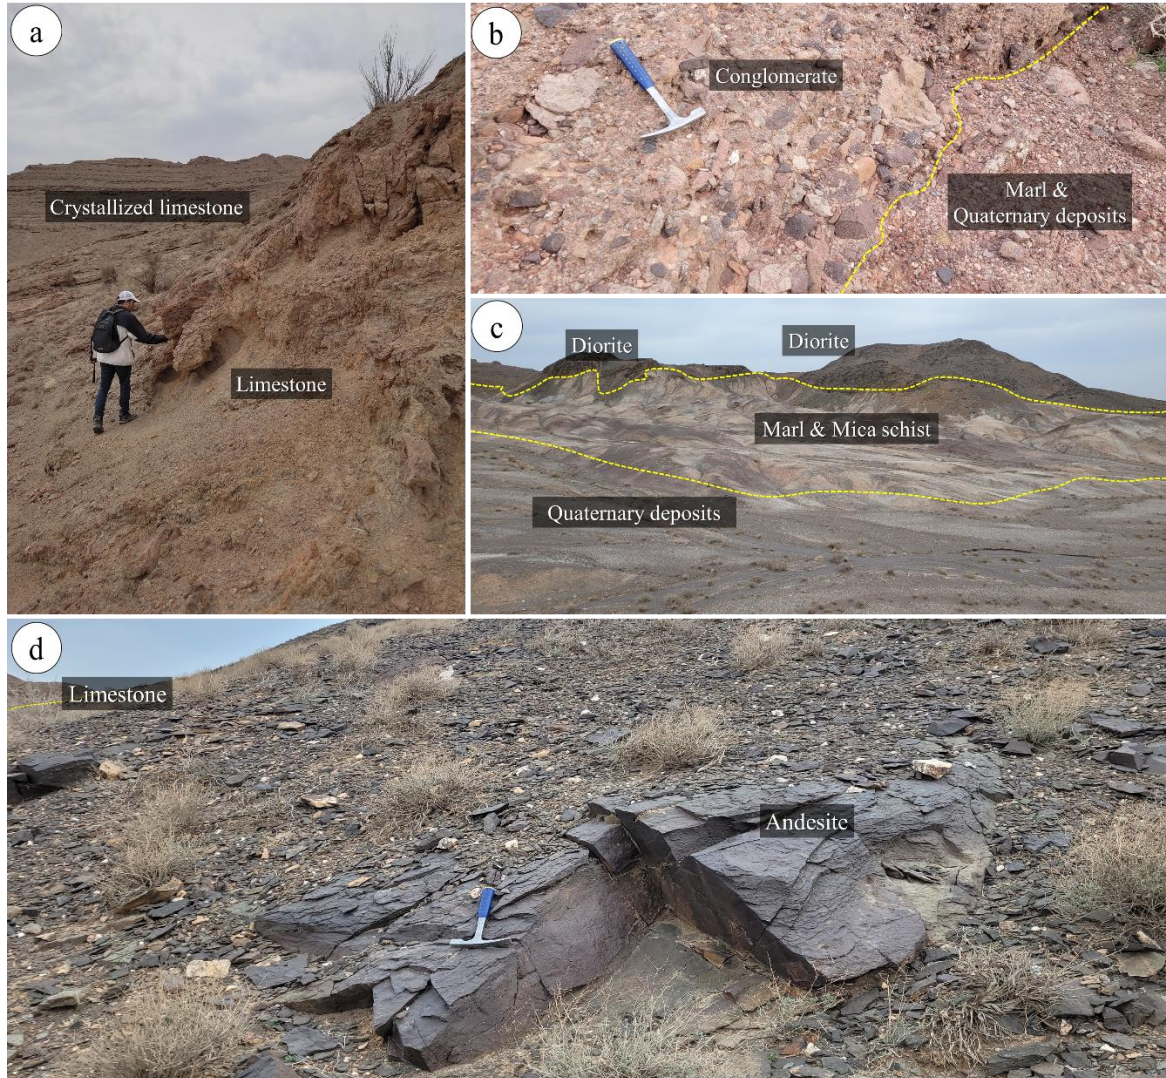 a
Crystallized limestone
Limestone
b
Conglomerate
Marl &
Quaternary deposits
c
Diorite
Diorite
Marl & Mica schist
Quaternary deposits
d
Limestone
Andesite